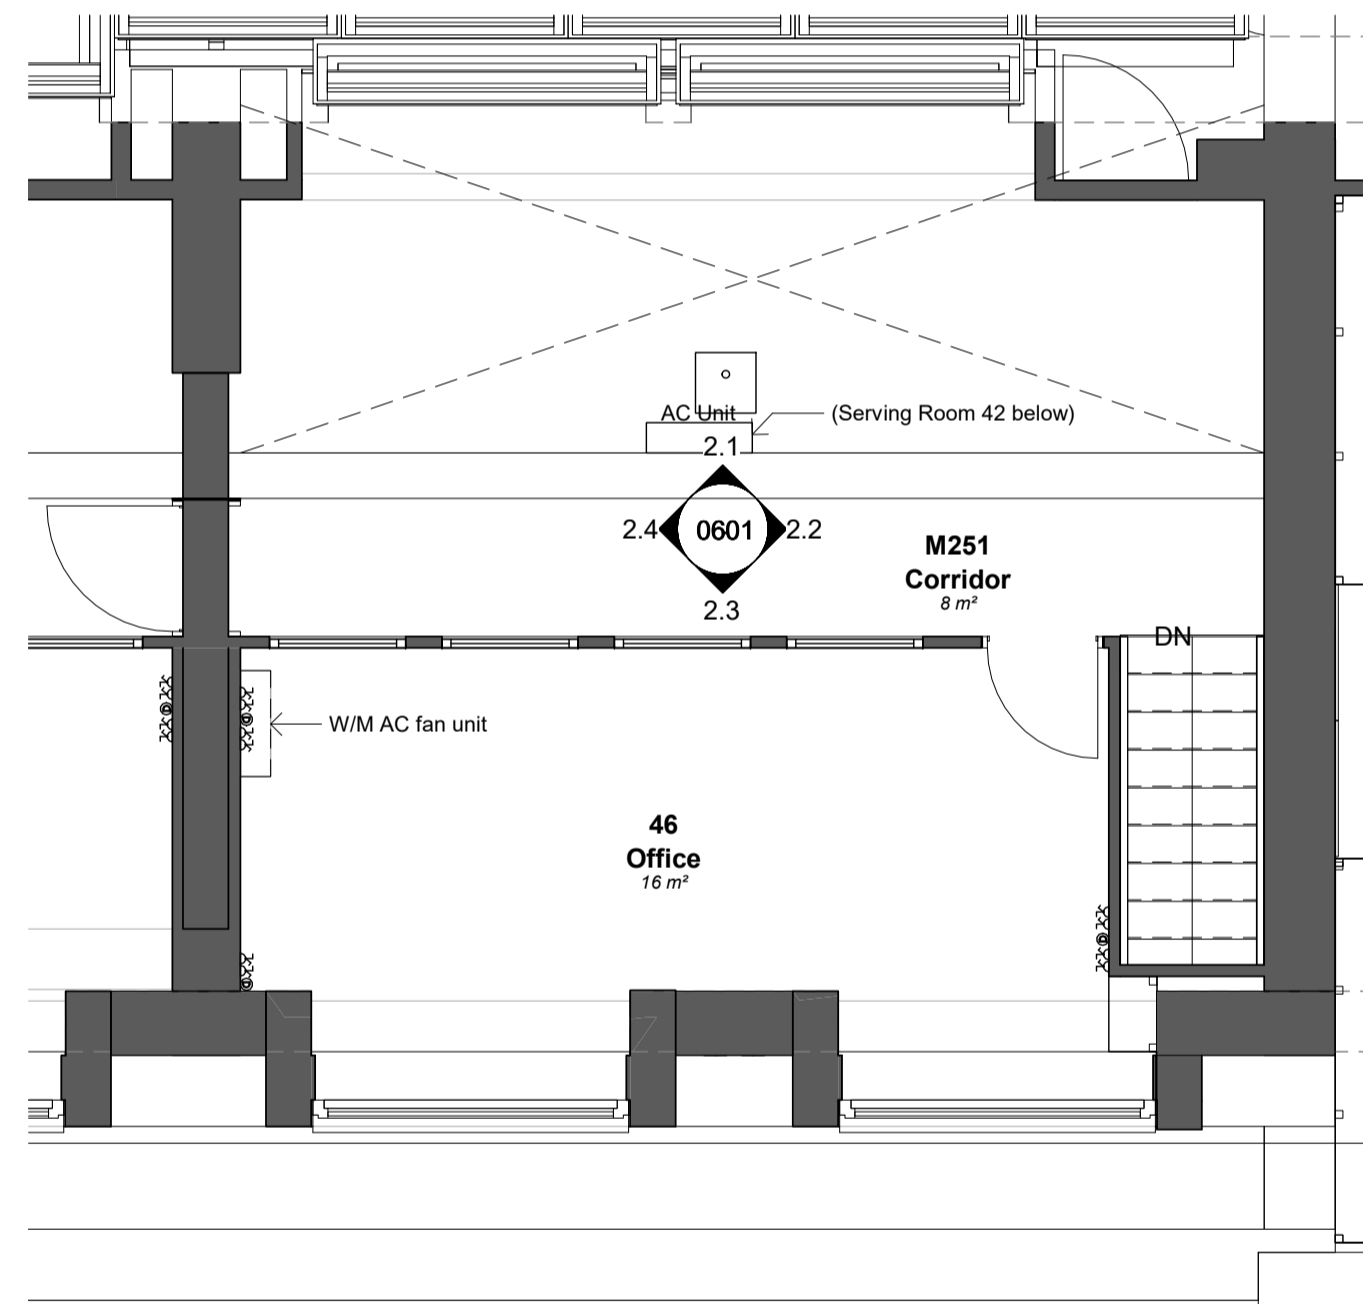 AC Unit
(Serving Room 42 below)
2.1
2.4
0601
2.2
2.3
M251
Corridor
8 m²
DN
W/M AC fan unit
46
Office
16 m²